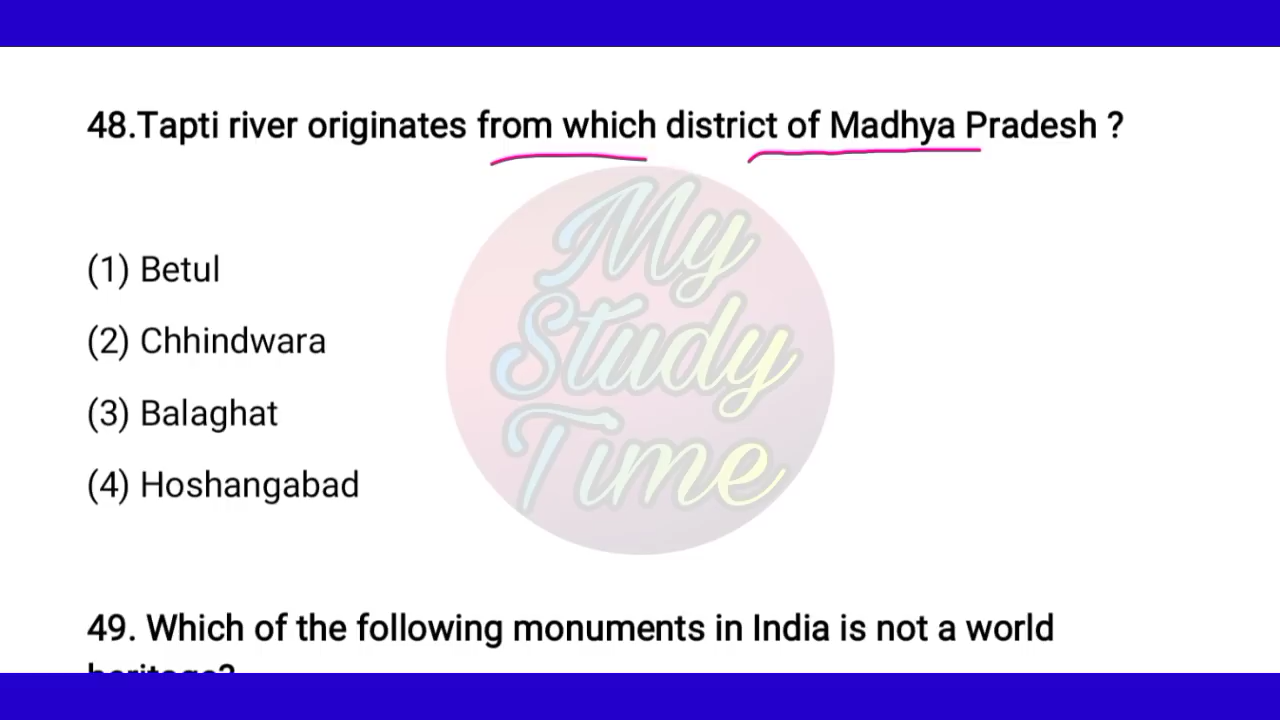 48.Tapti river originates from which district of Madhya Pradesh ?
My
Study
Time
(1) Betul
(2) Chhindwara
(3) Balaghat
(4) Hoshangabad
49. Which of the following monuments in India is not a world
heritage?